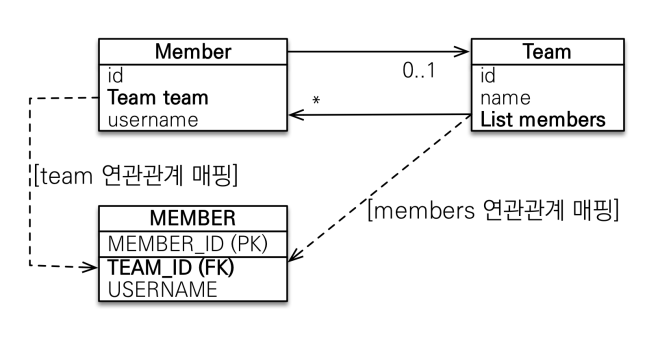 Member
id
Team team
username
0..1
*
Team
id
name
List members
[team 연관관계 매핑]
[members 연관관계 매핑]
MEMBER
MEMBER_ID (PK)
TEAM_ID (FK)
USERNAME